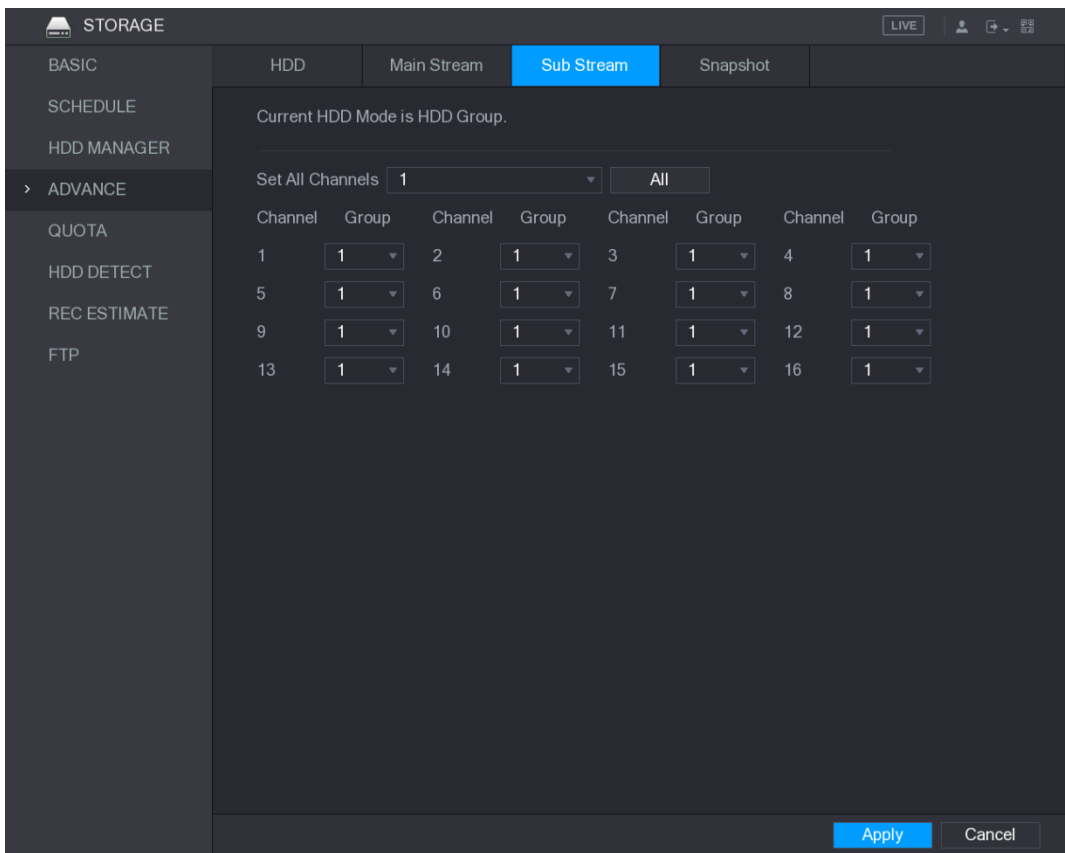 STORAGE
LIVE
BASIC
SCHEDULE
HDD MANAGER
ADVANCE
QUOTA
HDD DETECT
REC ESTIMATE
FTP
HDD Main Stream Sub Stream Snapshot
Current HDD Mode is HDD Group.
Set All Channels 1 All
Channel Group Channel Group Channel Group Channel Group
1 1 2 1 3 1 4 1
5 1 6 1 7 1 8 1
9 1 10 1 11 1 12 1
13 1 14 1 15 1 16 1
Apply Cancel